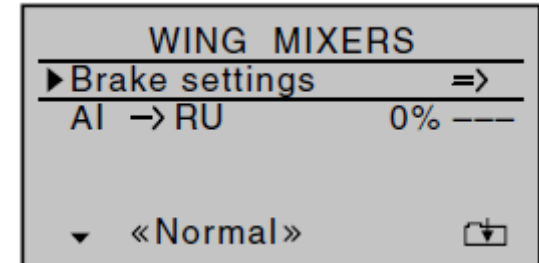 WING MIXERS
▶Brake settings =>
AI –> RU 0% –––
«Normal»